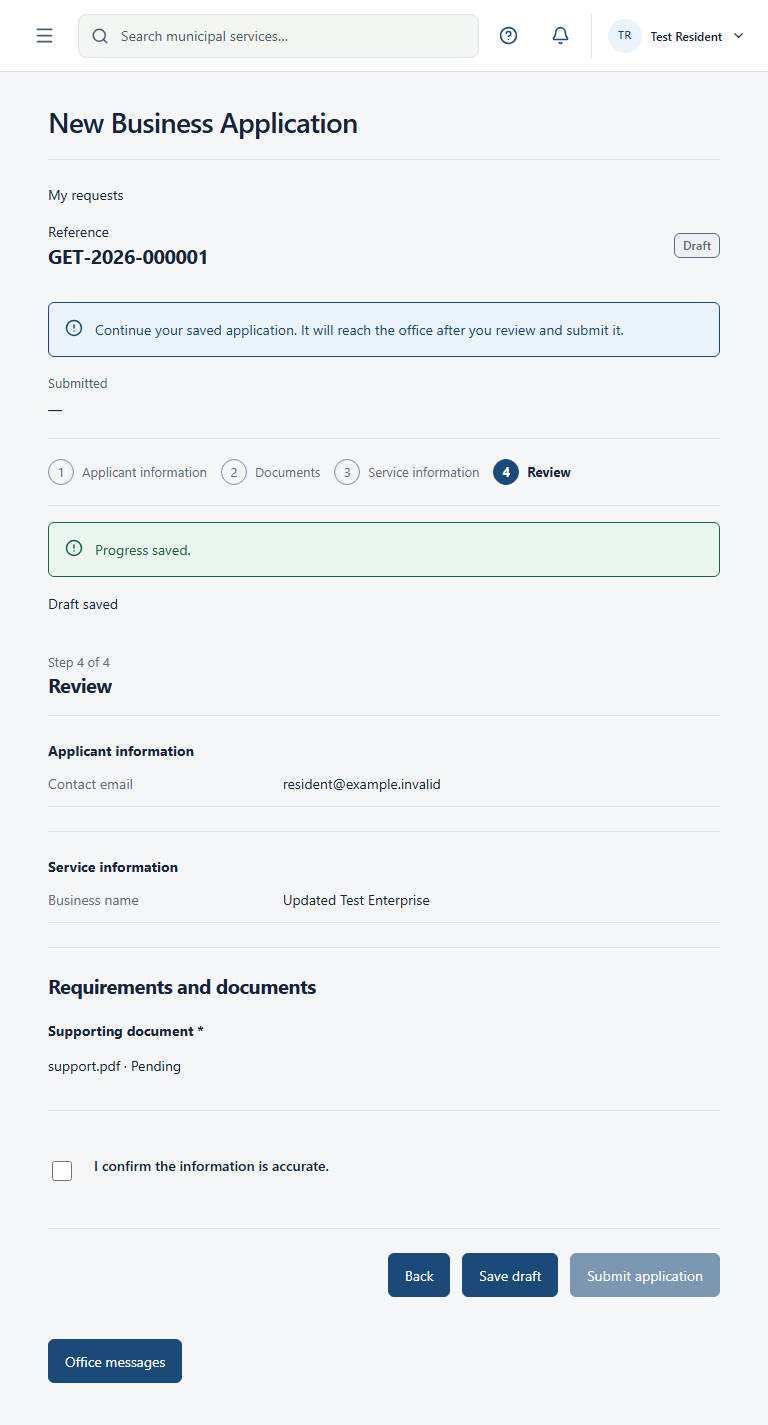 Search municipal services...
TR
Test Resident
New Business Application
My requests
Reference
GET-2026-000001
Draft
Continue your saved application. It will reach the office after you review and submit it.
Submitted
—
1 Applicant information 2 Documents 3 Service information 4 Review
Progress saved.
Draft saved
Step 4 of 4
Review
Applicant information
Contact email resident@example.invalid
Service information
Business name Updated Test Enterprise
Requirements and documents
Supporting document *
support.pdf · Pending
I confirm the information is accurate.
Back Save draft Submit application
Office messages